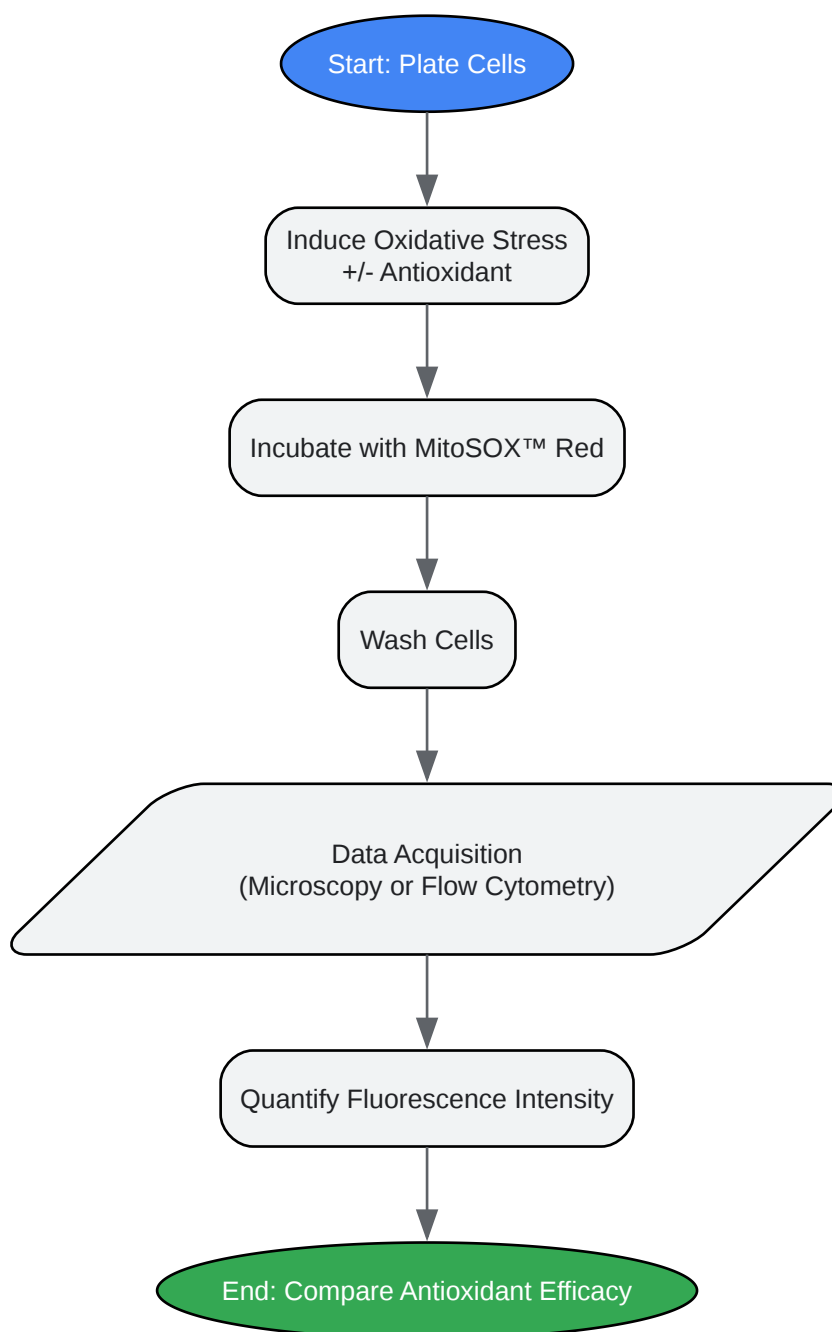 Start: Plate Cells
Induce Oxidative Stress
+/- Antioxidant
Incubate with MitoSOX™ Red
Wash Cells
Data Acquisition
(Microscopy or Flow Cytometry)
Quantify Fluorescence Intensity
End: Compare Antioxidant Efficacy